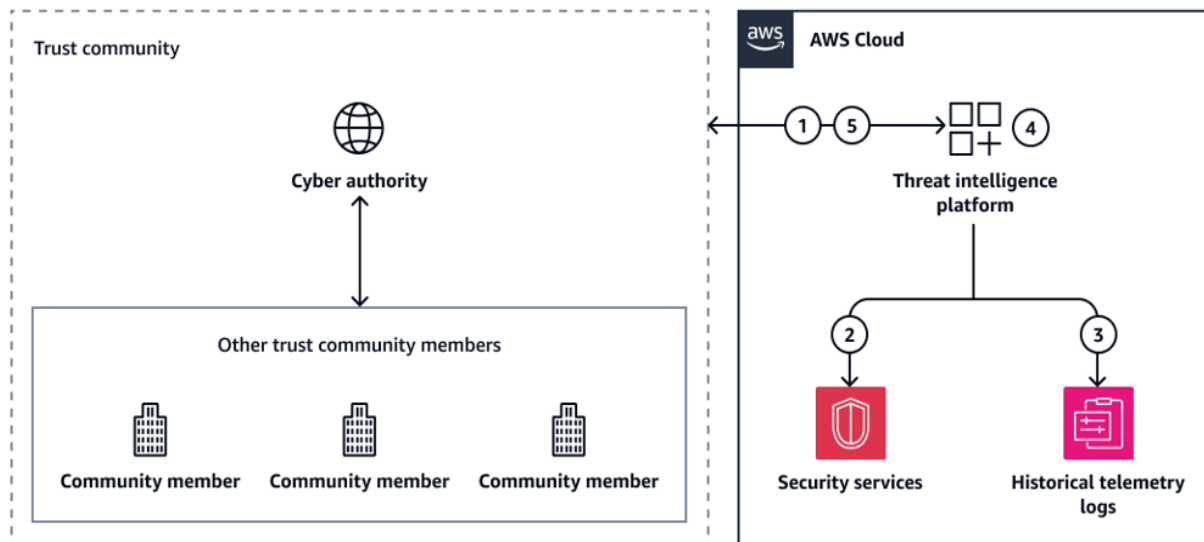 Trust community
Cyber authority
Other trust community members
Community member
Community member
Community member
aws
AWS Cloud
1
5
4
Threat intelligence
platform
2
3
Security services
Historical telemetry
logs